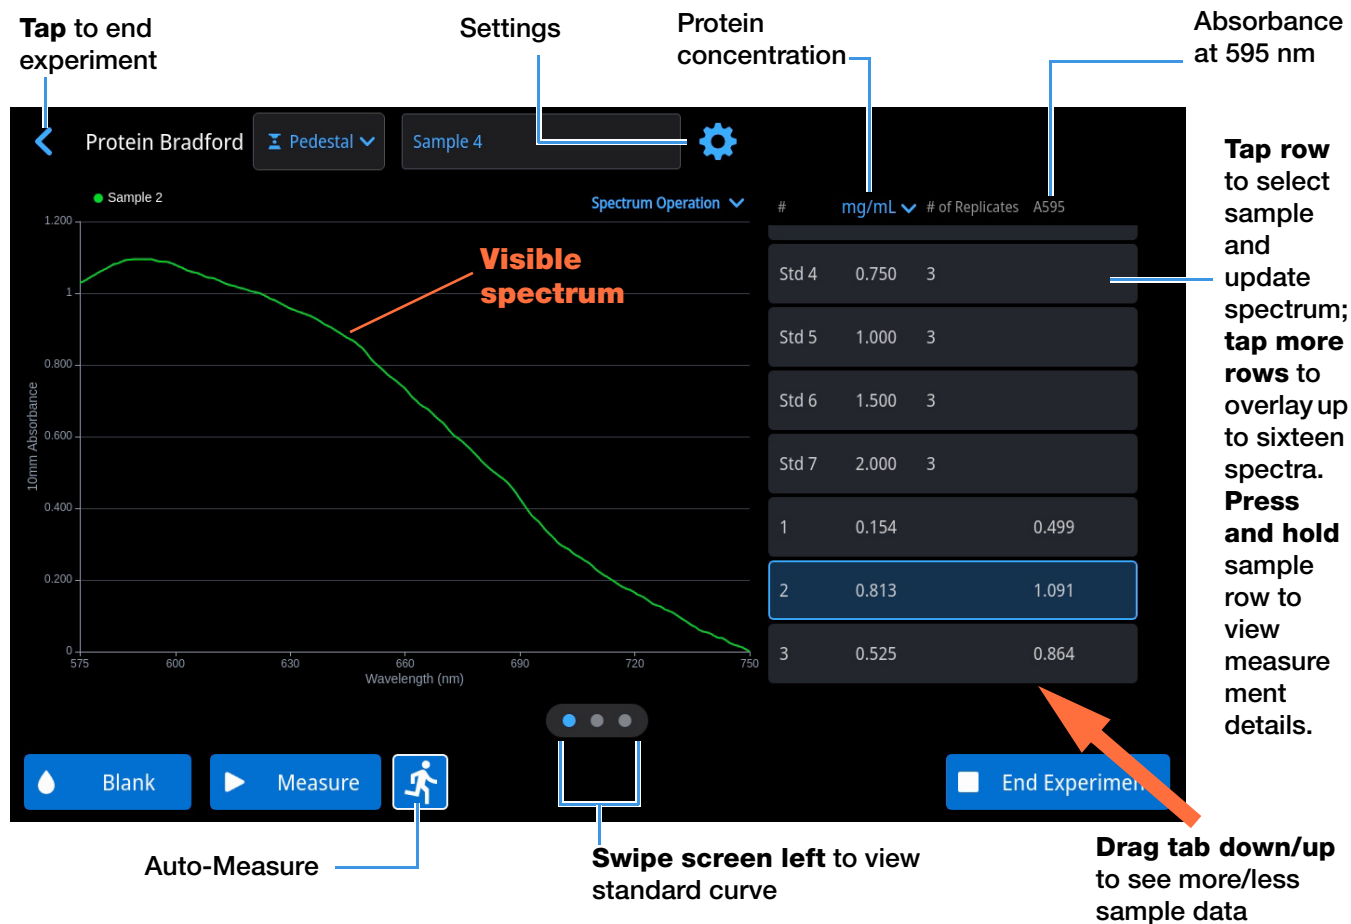 Tap to end
experiment
Settings
Protein
concentration
Absorbance
at 595 nm
Protein Bradford
Pedestal
Sample 4
Sample 2
Spectrum Operation
# mg/mL # of Replicates A595
1.200
1
0.800
0.600
0.400
0.200
0
10mm Absorbance
575 600 630 660 690 720 750
Wavelength (nm)
Visible
spectrum
Std 4 0.750 3
Std 5 1.000 3
Std 6 1.500 3
Std 7 2.000 3
1 0.154 0.499
2 0.813 1.091
3 0.525 0.864
Tap row
to select
sample
and
update
spectrum;
tap more
rows to
overlay up
to sixteen
spectra.
Press
and hold
sample
row to
view
measure
ment
details.
Blank
Measure
End Experimen
Auto-Measure
Swipe screen left to view
standard curve
Drag tab down/up
to see more/less
sample data